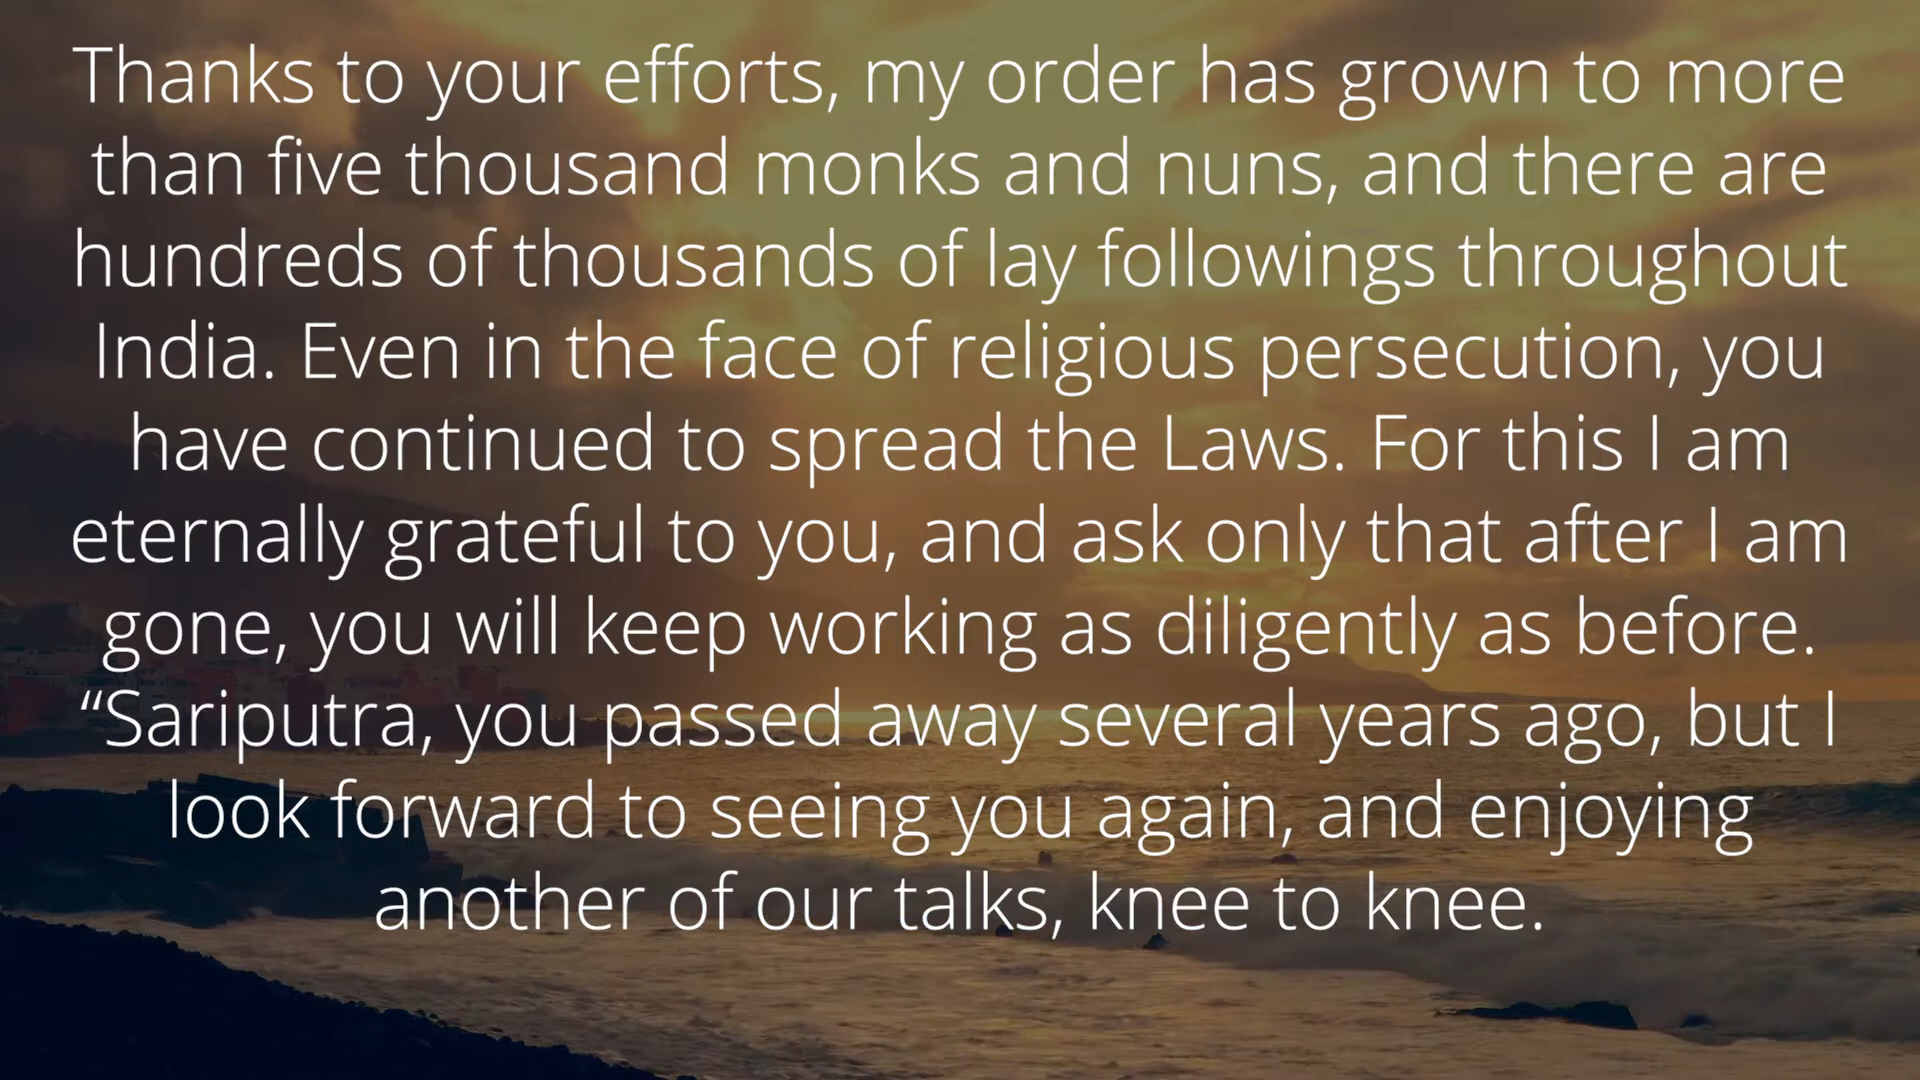 Thanks to your efforts, my order has grown to more
than five thousand monks and nuns, and there are
hundreds of thousands of lay followings throughout
India. Even in the face of religious persecution, you
have continued to spread the Laws. For this I am
eternally grateful to you, and ask only that after I am
gone, you will keep working as diligently as before.
“Sariputra, you passed away several years ago, but I
look forward to seeing you again, and enjoying
another of our talks, knee to knee.